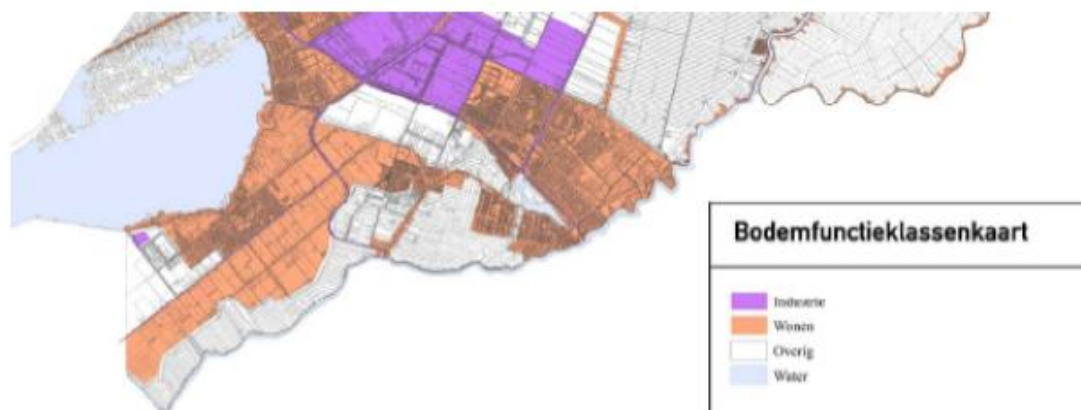 Bodemfunctieklassenkaart
Industrie
Wonen
Overig
Water